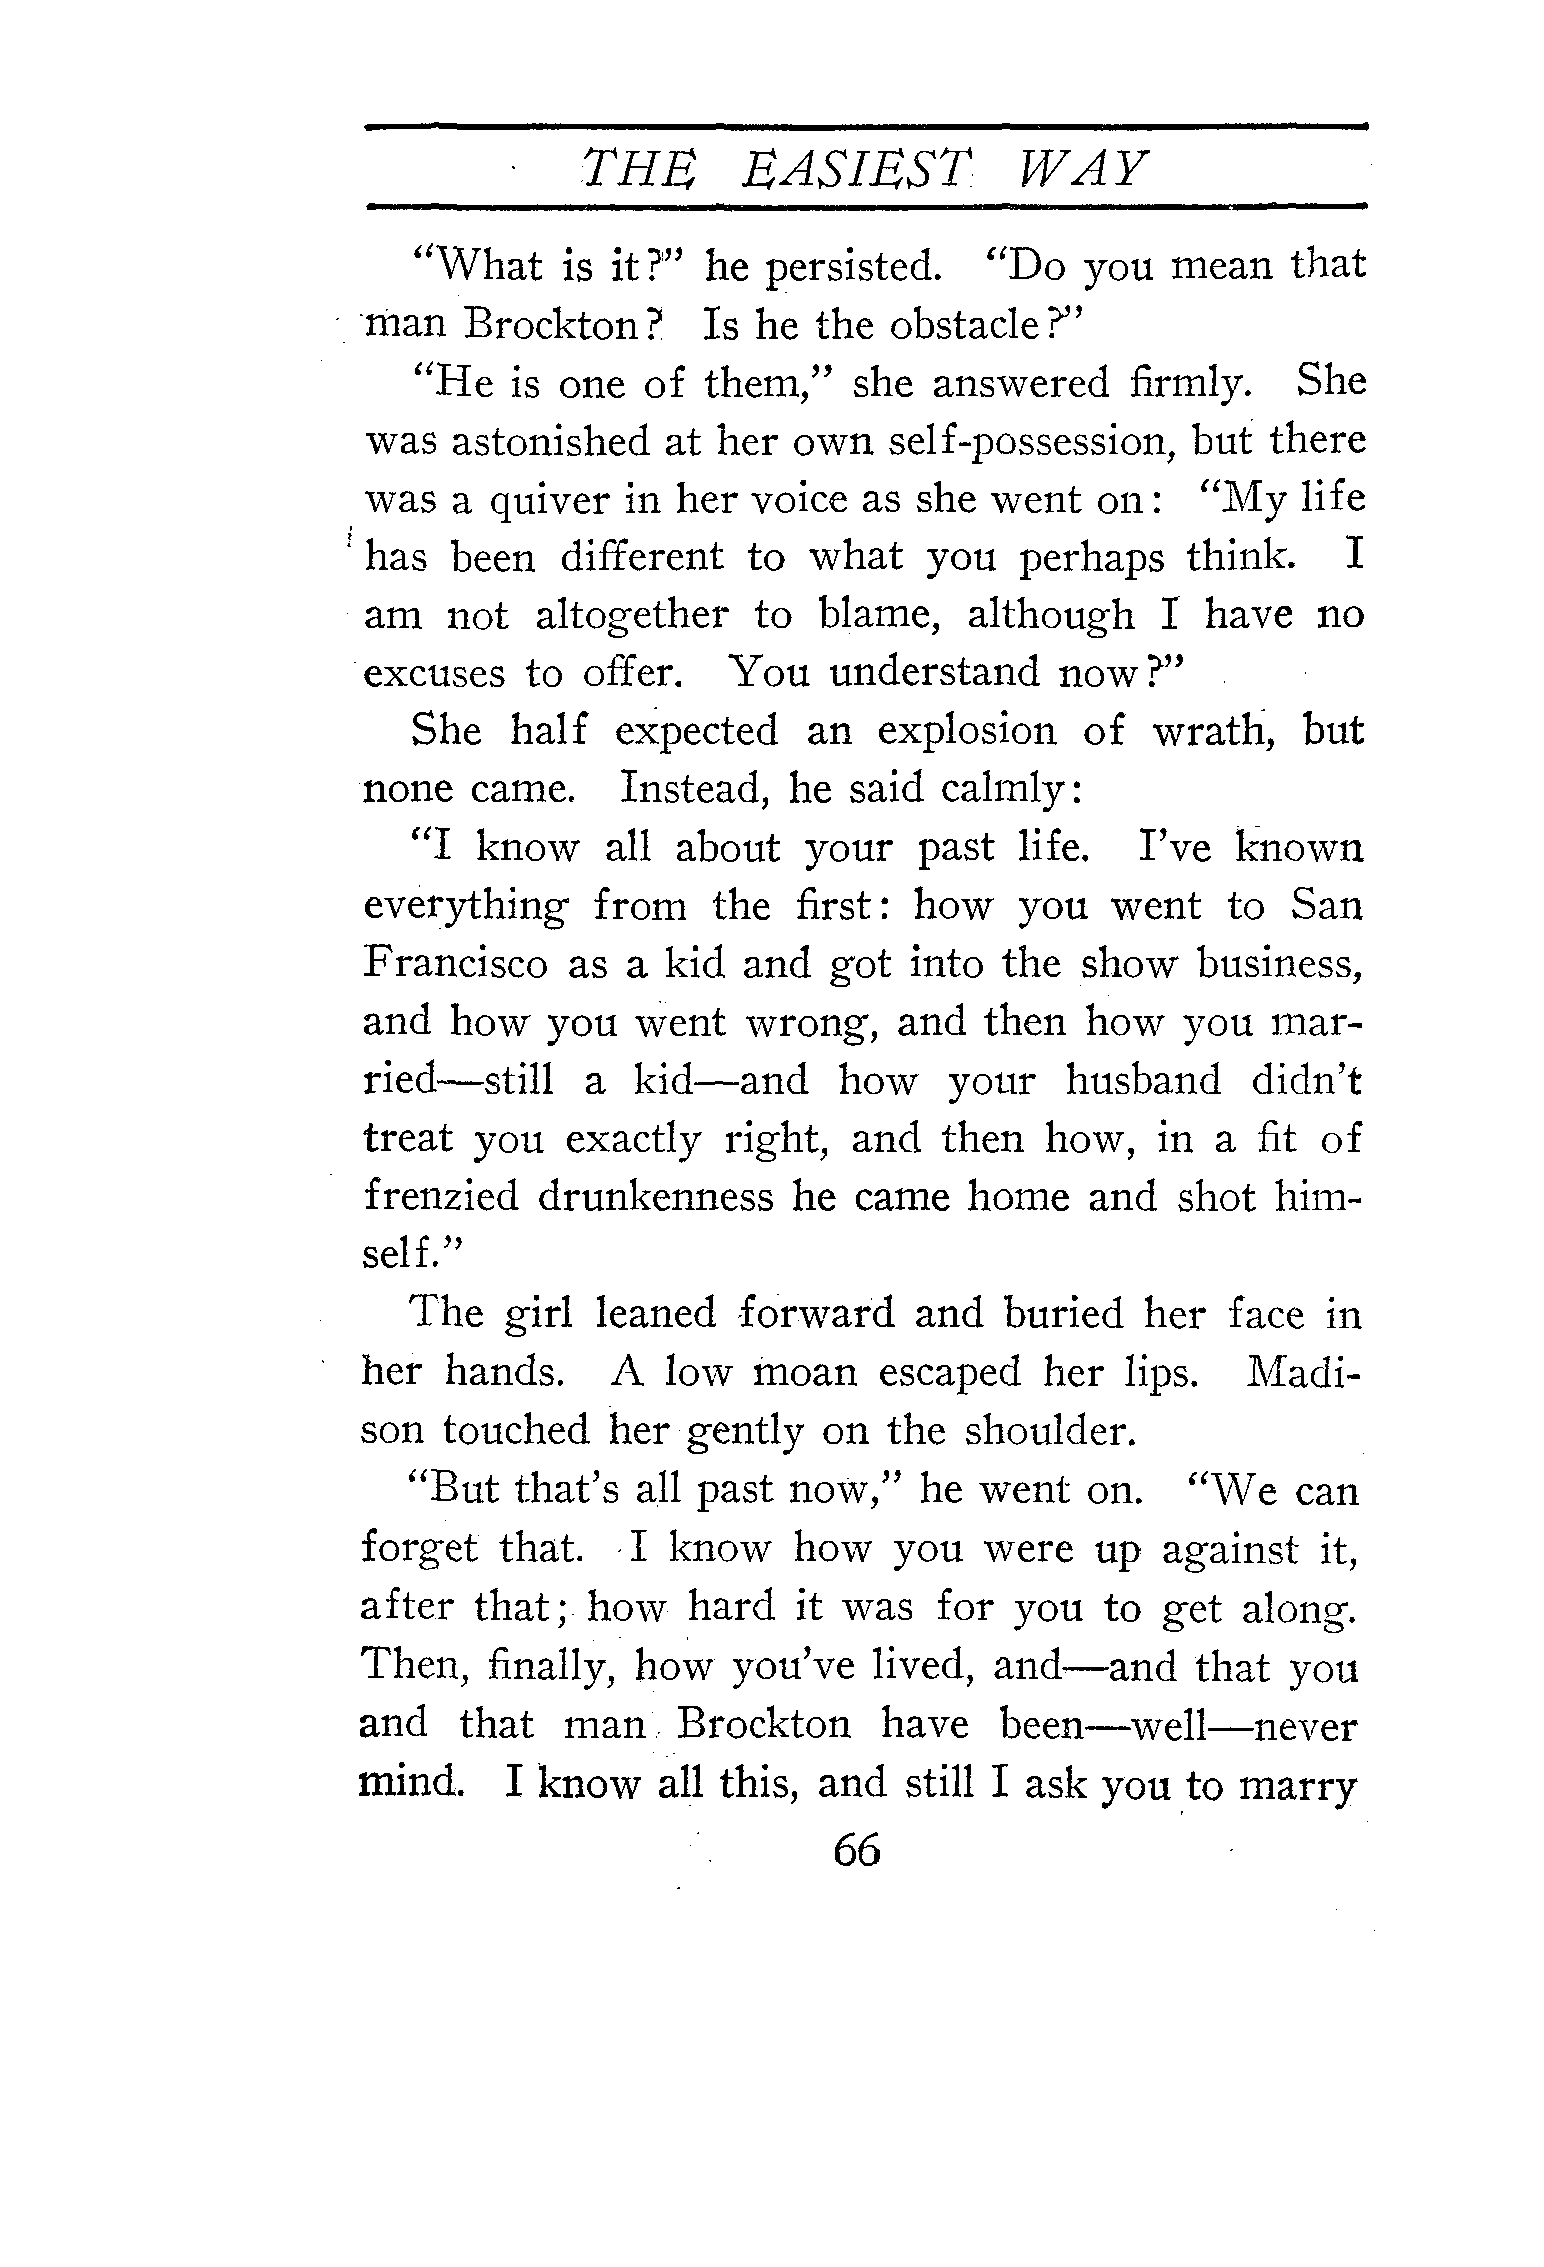 THE EASIEST WAY
"What is it?" he persisted. "Do you mean that
man Brockton? Is he the obstacle?"
"He is one of them," she answered firmly. She
was astonished at her own self-possession, but there
was a quiver in her voice as she went on: "My life
has been different to what you perhaps think. I
am not altogether to blame, although I have no
excuses to offer. You understand now?"
She half expected an explosion of wrath, but
none came. Instead, he said calmly:
"I know all about your past life. I've known
everything from the first: how you went to San
Francisco as a kid and got into the show business,
and how you went wrong, and then how you mar-
ried—still a kid—and how your husband didn't
treat you exactly right, and then how, in a fit of
frenzied drunkenness he came home and shot him-
self."
The girl leaned forward and buried her face in
her hands. A low moan escaped her lips. Madi-
son touched her gently on the shoulder.
"But that's all past now," he went on. "We can
forget that. I know how you were up against it,
after that; how hard it was for you to get along.
Then, finally, how you've lived, and—and that you
and that man Brockton have been—well—never
mind. I know all this, and still I ask you to marry
66